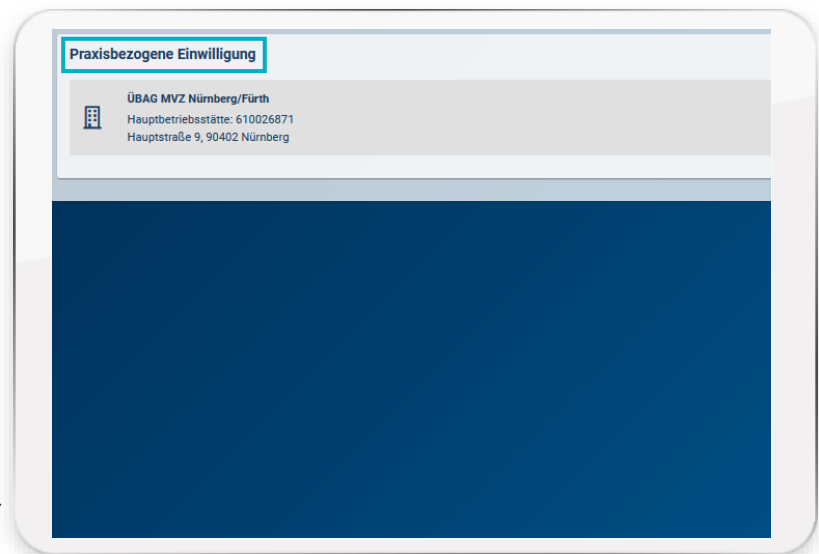 Praxisbezogene Einwilligung
ÜBAG MVZ Nürnberg/Fürth
Hauptbetriebsstätte: 610026871
Hauptstraße 9, 90402 Nürnberg